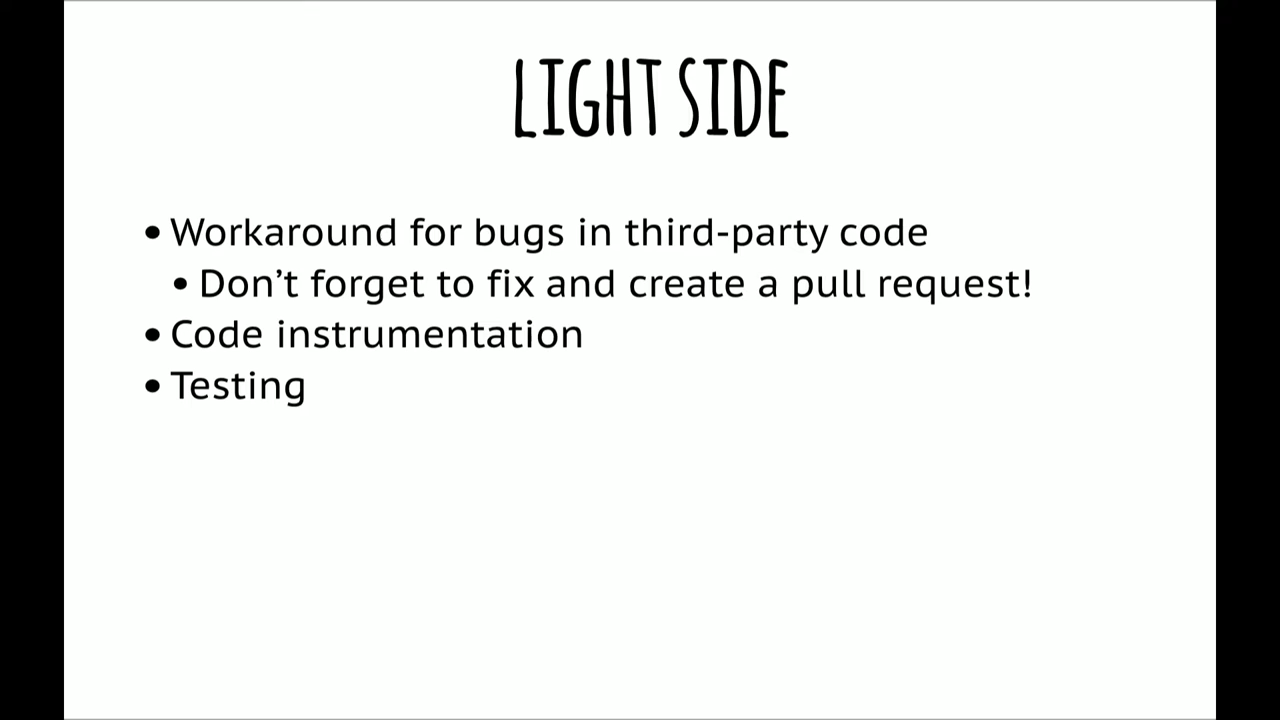 LIGHT SIDE
• Workaround for bugs in third-party code
• Don’t forget to fix and create a pull request!
• Code instrumentation
• Testing